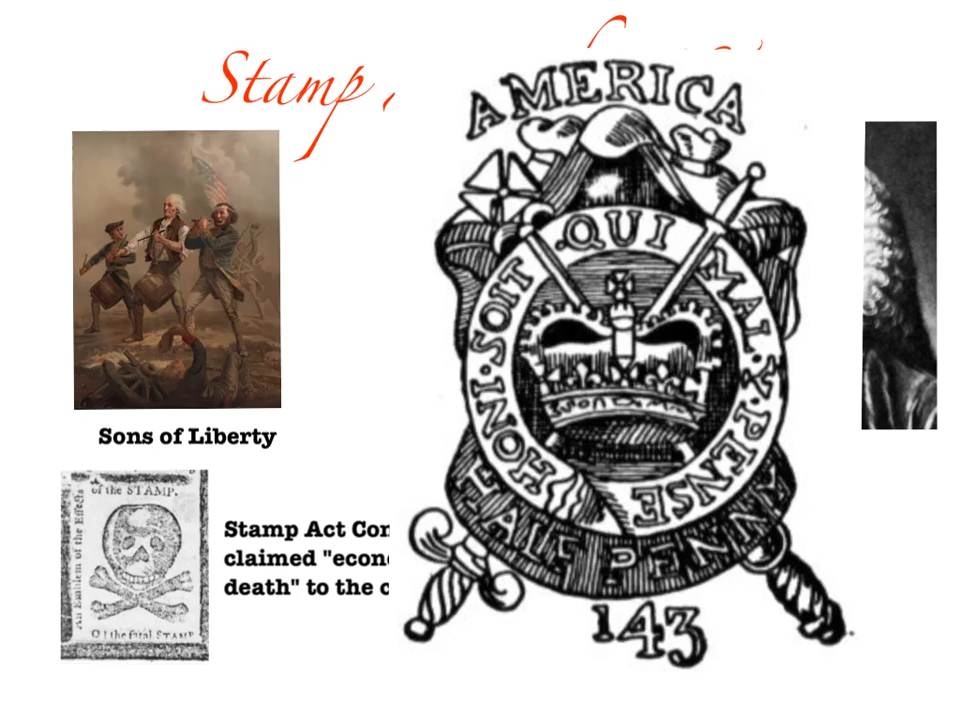 Stamp
AMERICA
HONI · SOIT · QUI MAL · Y · PENSE
HALF PENNY
143
Sons of Liberty
of the STAMP.
An Emblem of the Effects
O! the fatal STAMP
Stamp Act Con
claimed "econ
death" to the c